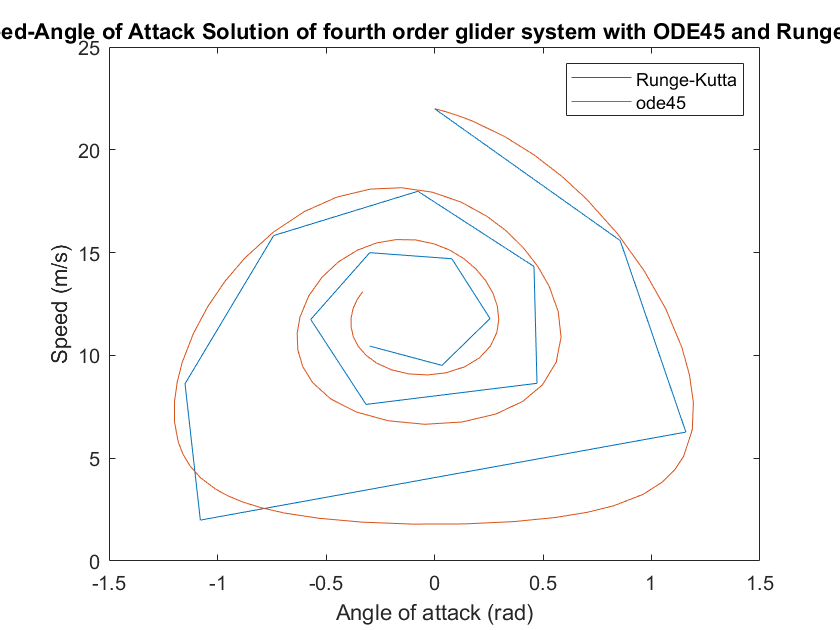 ed-Angle of Attack Solution of fourth order glider system with ODE45 and Runge
25
20
15
10
5
0
-1.5
-1
-0.5
0
0.5
1
1.5
Speed (m/s)
Angle of attack (rad)
Runge-Kutta
ode45